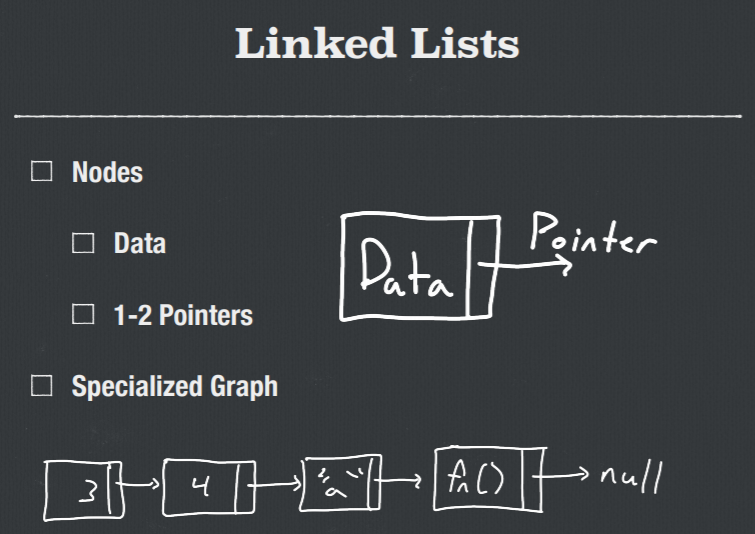 Linked Lists
Nodes
Data
1-2 Pointers
Specialized Graph
Data
Pointer
3 4 "a" fn() null